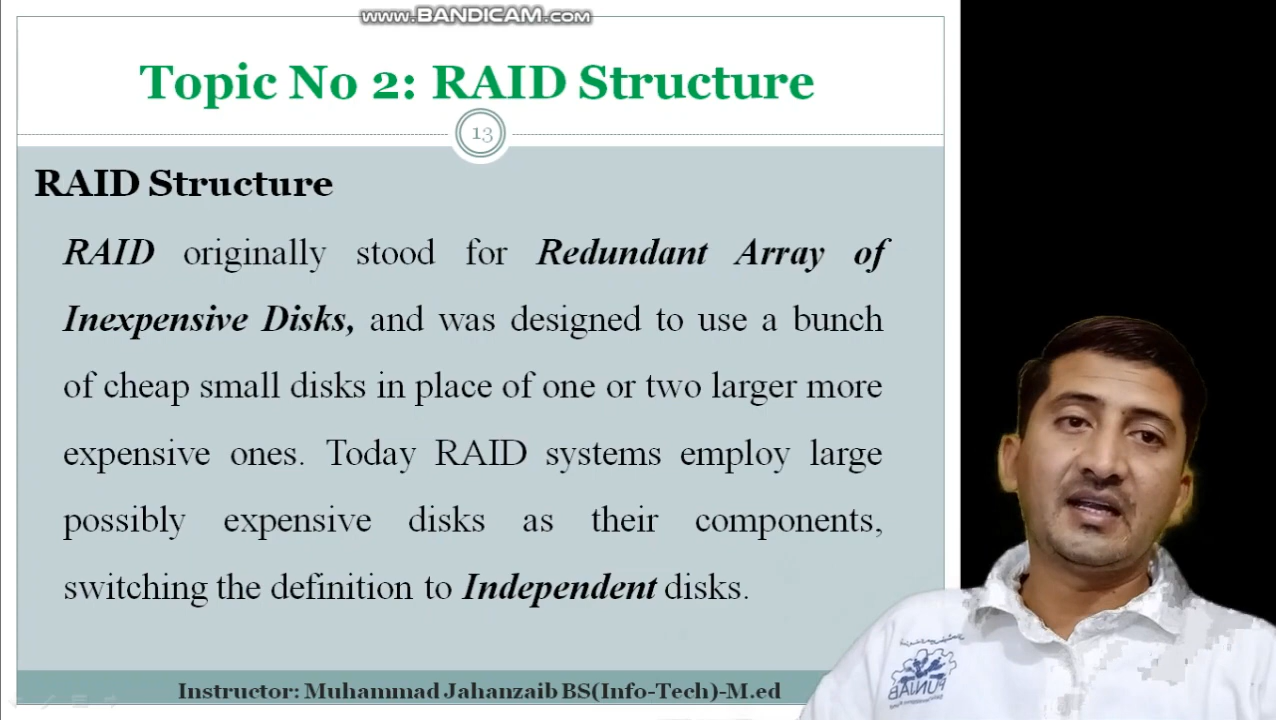 WWW.BANDICAM.COM
Topic No 2: RAID Structure
13
RAID Structure
RAID originally stood for Redundant Array of
Inexpensive Disks, and was designed to use a bunch
of cheap small disks in place of one or two larger more
expensive ones. Today RAID systems employ large
possibly expensive disks as their components,
switching the definition to Independent disks.
PUNJAB
Instructor: Muhammad Jahanzaib BS(Info-Tech)-M.ed